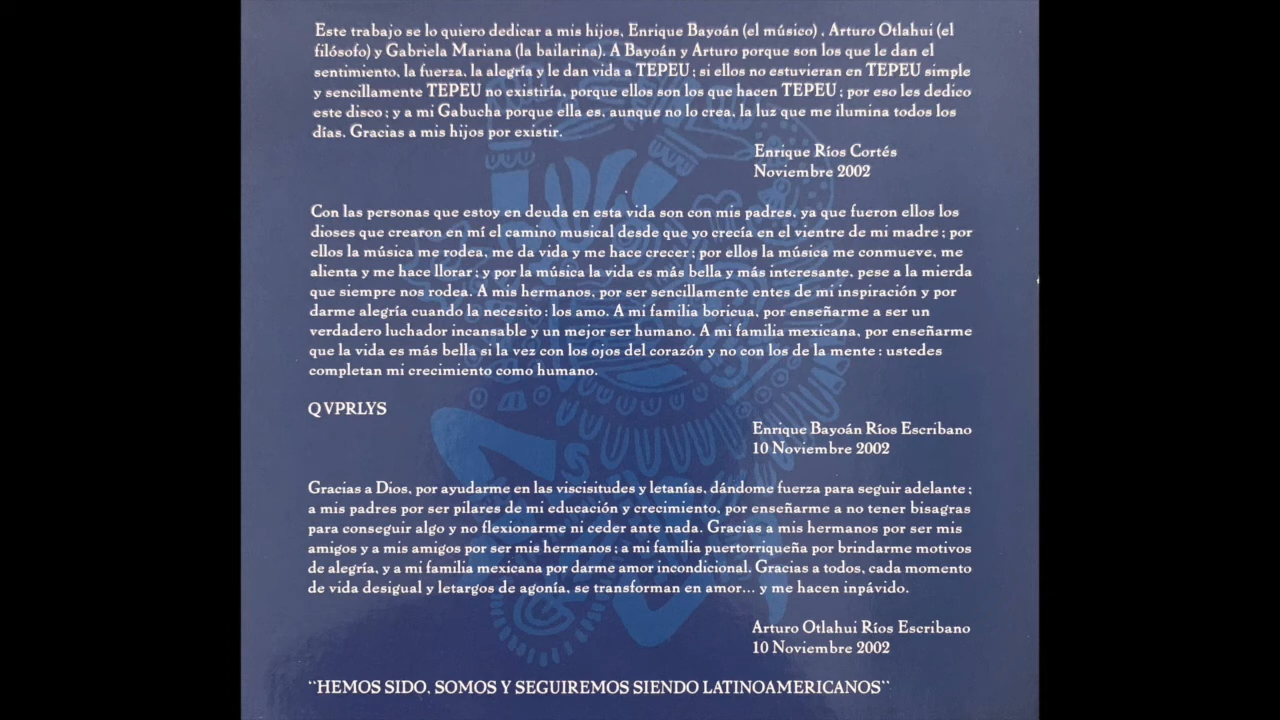 Este trabajo se lo quiero dedicar a mis hijos, Enrique Bayoán (el músico) , Arturo Otlahui (el
filósofo) y Gabriela Mariana (la bailarina). A Bayoán y Arturo porque son los que le dan el
sentimiento, la fuerza, la alegría y le dan vida a TEPEU ; si ellos no estuvieran en TEPEU simple
y sencillamente TEPEU no existiría, porque ellos son los que hacen TEPEU ; por eso les dedico
este disco ; y a mi Gabucha porque ella es, aunque no lo crea, la luz que me ilumina todos los
días. Gracias a mis hijos por existir.
Enrique Ríos Cortés
Noviembre 2002
Con las personas que estoy en deuda en esta vida son con mis padres, ya que fueron ellos los
dioses que crearon en mí el camino musical desde que yo crecía en el vientre de mi madre ; por
ellos la música me rodea, me da vida y me hace crecer ; por ellos la música me conmueve, me
alienta y me hace llorar ; y por la música la vida es más bella y más interesante, pese a la mierda
que siempre nos rodea. A mis hermanos, por ser sencillamente entes de mi inspiración y por
darme alegría cuando la necesito : los amo. A mi familia boricua, por enseñarme a ser un
verdadero luchador incansable y un mejor ser humano. A mi familia mexicana, por enseñarme
que la vida es más bella si la vez con los ojos del corazón y no con los de la mente : ustedes
completan mi crecimiento como humano.
QVPRLYS
Enrique Bayoán Ríos Escribano
10 Noviembre 2002
Gracias a Dios, por ayudarme en las viscisitudes y letanías, dándome fuerza para seguir adelante ;
a mis padres por ser pilares de mi educación y crecimiento, por enseñarme a no tener bisagras
para conseguir algo y no flexionarme ni ceder ante nada. Gracias a mis hermanos por ser mis
amigos y a mis amigos por ser mis hermanos ; a mi familia puertorriqueña por brindarme motivos
de alegría, y a mi familia mexicana por darme amor incondicional. Gracias a todos, cada momento
de vida desigual y letargos de agonía, se transforman en amor... y me hacen inpávido.
Arturo Otlahui Ríos Escribano
10 Noviembre 2002
"HEMOS SIDO, SOMOS Y SEGUIREMOS SIENDO LATINOAMERICANOS"